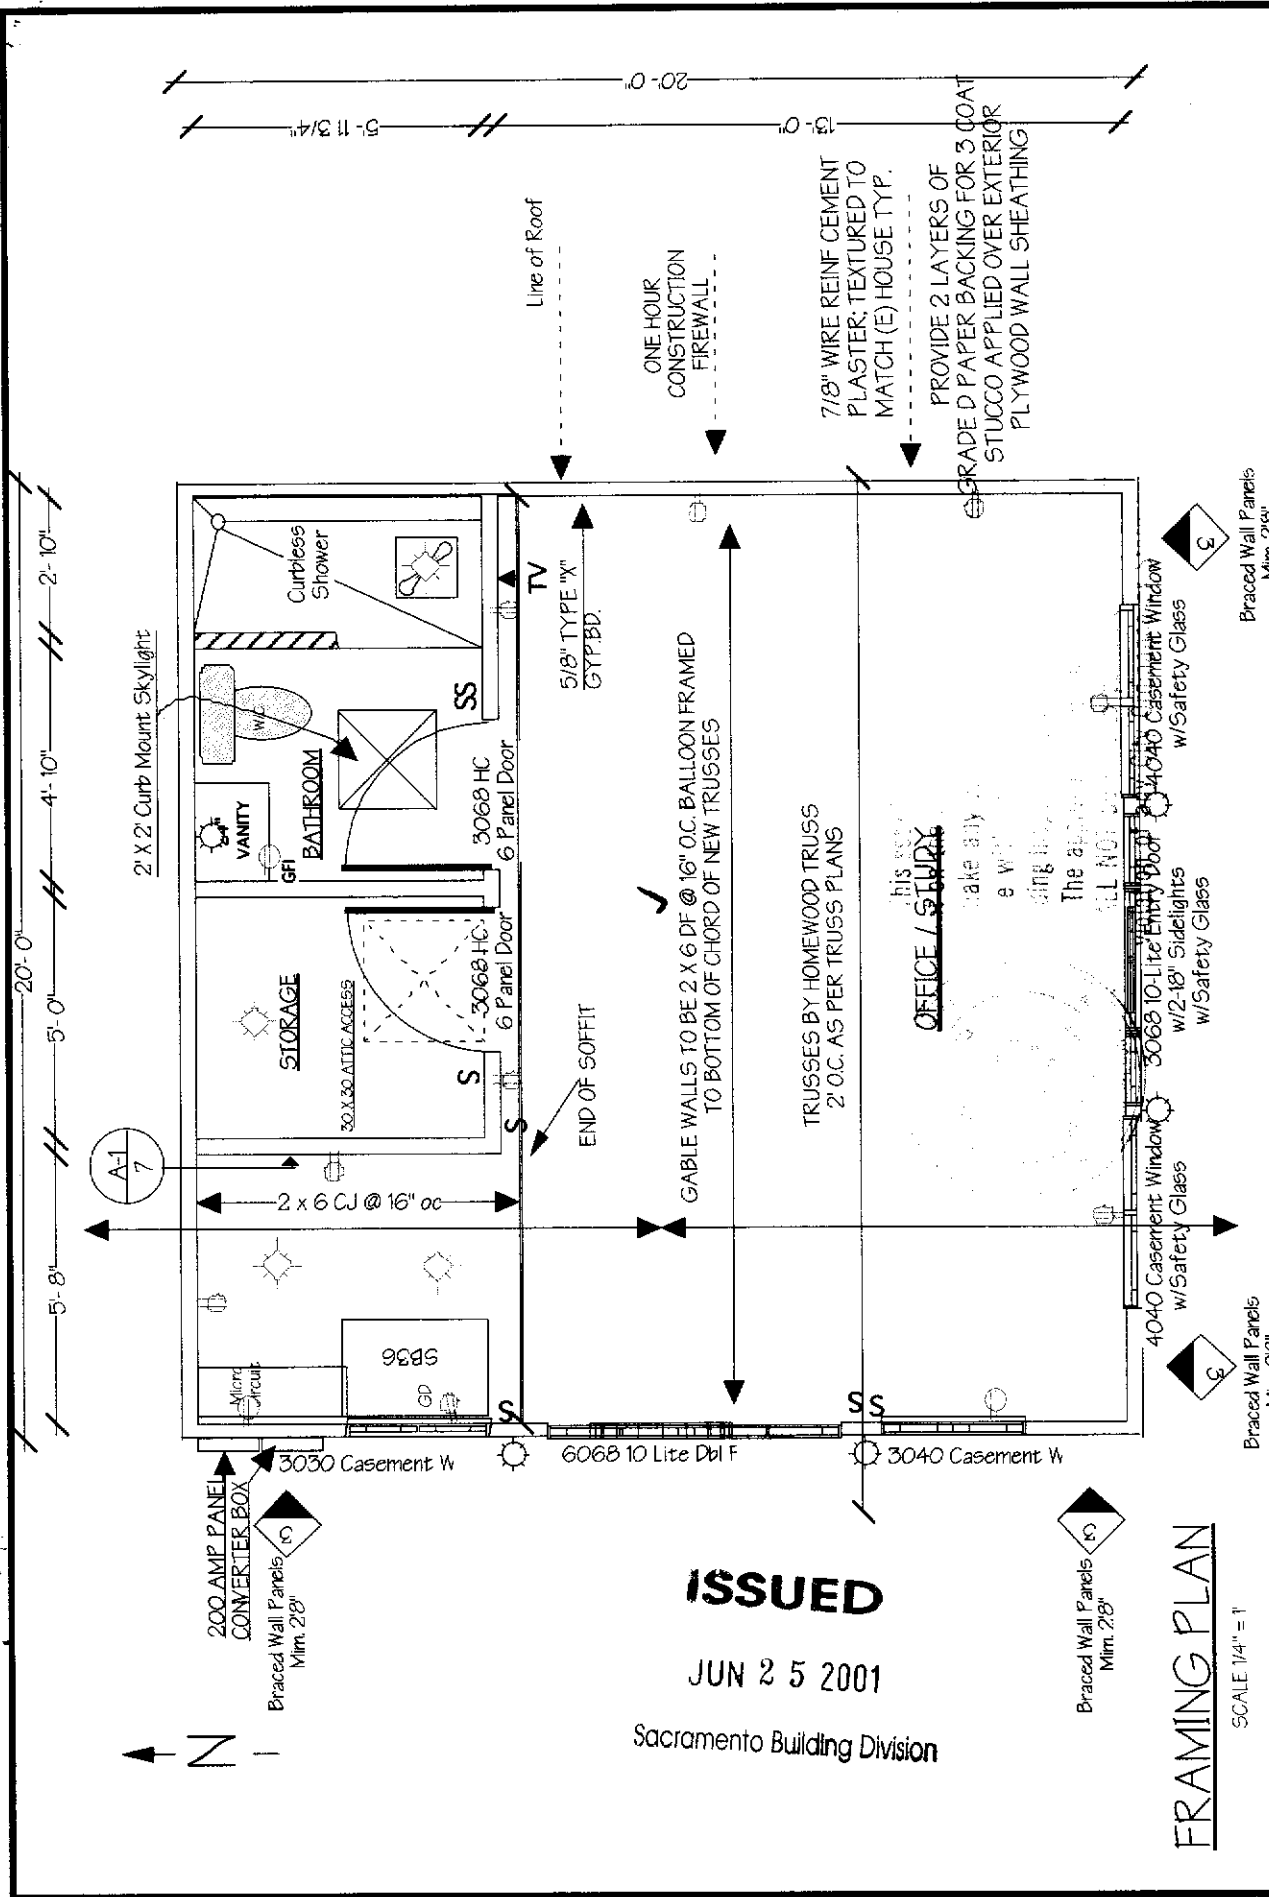 20'-0"
5'-8"
5'-0"
4'-10"
2'-10"
20'-0"
5'-11 3/4"
13'-0"
2' X 2' Curb Mount Skylight
A-1
7
Curbless
Shower
W.C.
VANITY
GFI
BATHROOM
SS
3068 HC
6 Panel Door
TV
STORAGE
30 X 30 ATTIC ACCESS
S
3068 HC
6 Panel Door
S
2 x 6 CJ @ 16" oc
END OF SOFFIT
SB36
GD
Micro
S
200 AMP PANEL
CONVERTER BOX
3030 Casement W
6068 10 Lite Dbl F
SS
3040 Casement W
Line of Roof
ONE HOUR
CONSTRUCTION
FIREWALL
5/8" TYPE "X"
GYP.BD.
7/8" WIRE REINF CEMENT
PLASTER; TEXTURED TO
MATCH (E) HOUSE TYP.
PROVIDE 2 LAYERS OF
GRADE D PAPER BACKING FOR 3 COAT
STUCCO APPLIED OVER EXTERIOR
PLYWOOD WALL SHEATHING
GABLE WALLS TO BE 2 X 6 DF @ 16" O.C. BALLOON FRAMED
TO BOTTOM OF CHORD OF NEW TRUSSES
TRUSSES BY HOMEWOOD TRUSS
2' O.C. AS PER TRUSS PLANS
OFFICE / STUDY
4040 Casement Window
w/Safety Glass
3068 10-Lite Entry Door
w/2-18" Sidelights
w/Safety Glass
4040 Casement Window
w/Safety Glass
3
Braced Wall Panels
3
Braced Wall Panels
Braced Wall Panels
Mim. 2'8"
Braced Wall Panels
Mim. 2'8"
N
ISSUED
JUN 25 2001
Sacramento Building Division
FRAMING PLAN
SCALE 1/4" = 1'